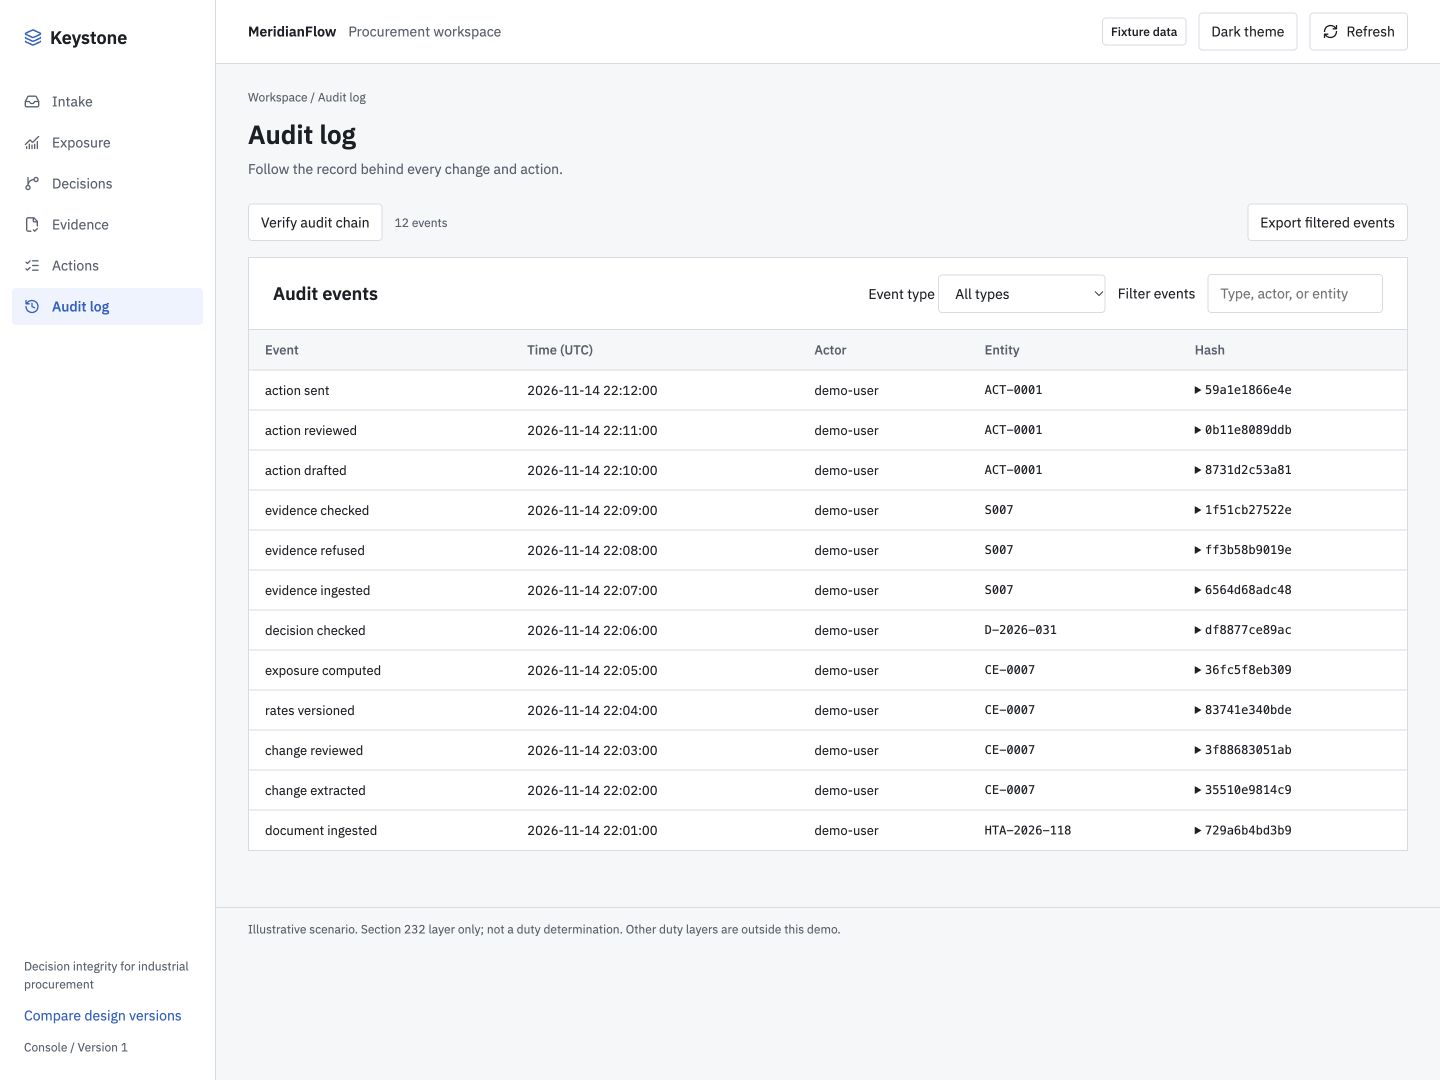 Keystone
Intake
Exposure
Decisions
Evidence
Actions
Audit log
Decision integrity for industrial
procurement
Compare design versions
Console / Version 1
MeridianFlow Procurement workspace Fixture data Dark theme Refresh
Workspace / Audit log
Audit log
Follow the record behind every change and action.
Verify audit chain 12 events Export filtered events
Audit events Event type All types Filter events Type, actor, or entity
Event Time (UTC) Actor Entity Hash
action sent 2026-11-14 22:12:00 demo-user ACT-0001 59a1e1866e4e
action reviewed 2026-11-14 22:11:00 demo-user ACT-0001 0b11e8089ddb
action drafted 2026-11-14 22:10:00 demo-user ACT-0001 8731d2c53a81
evidence checked 2026-11-14 22:09:00 demo-user S007 1f51cb27522e
evidence refused 2026-11-14 22:08:00 demo-user S007 ff3b58b9019e
evidence ingested 2026-11-14 22:07:00 demo-user S007 6564d68adc48
decision checked 2026-11-14 22:06:00 demo-user D-2026-031 df8877ce89ac
exposure computed 2026-11-14 22:05:00 demo-user CE-0007 36fc5f8eb309
rates versioned 2026-11-14 22:04:00 demo-user CE-0007 83741e340bde
change reviewed 2026-11-14 22:03:00 demo-user CE-0007 3f88683051ab
change extracted 2026-11-14 22:02:00 demo-user CE-0007 35510e9814c9
document ingested 2026-11-14 22:01:00 demo-user HTA-2026-118 729a6b4bd3b9
Illustrative scenario. Section 232 layer only; not a duty determination. Other duty layers are outside this demo.